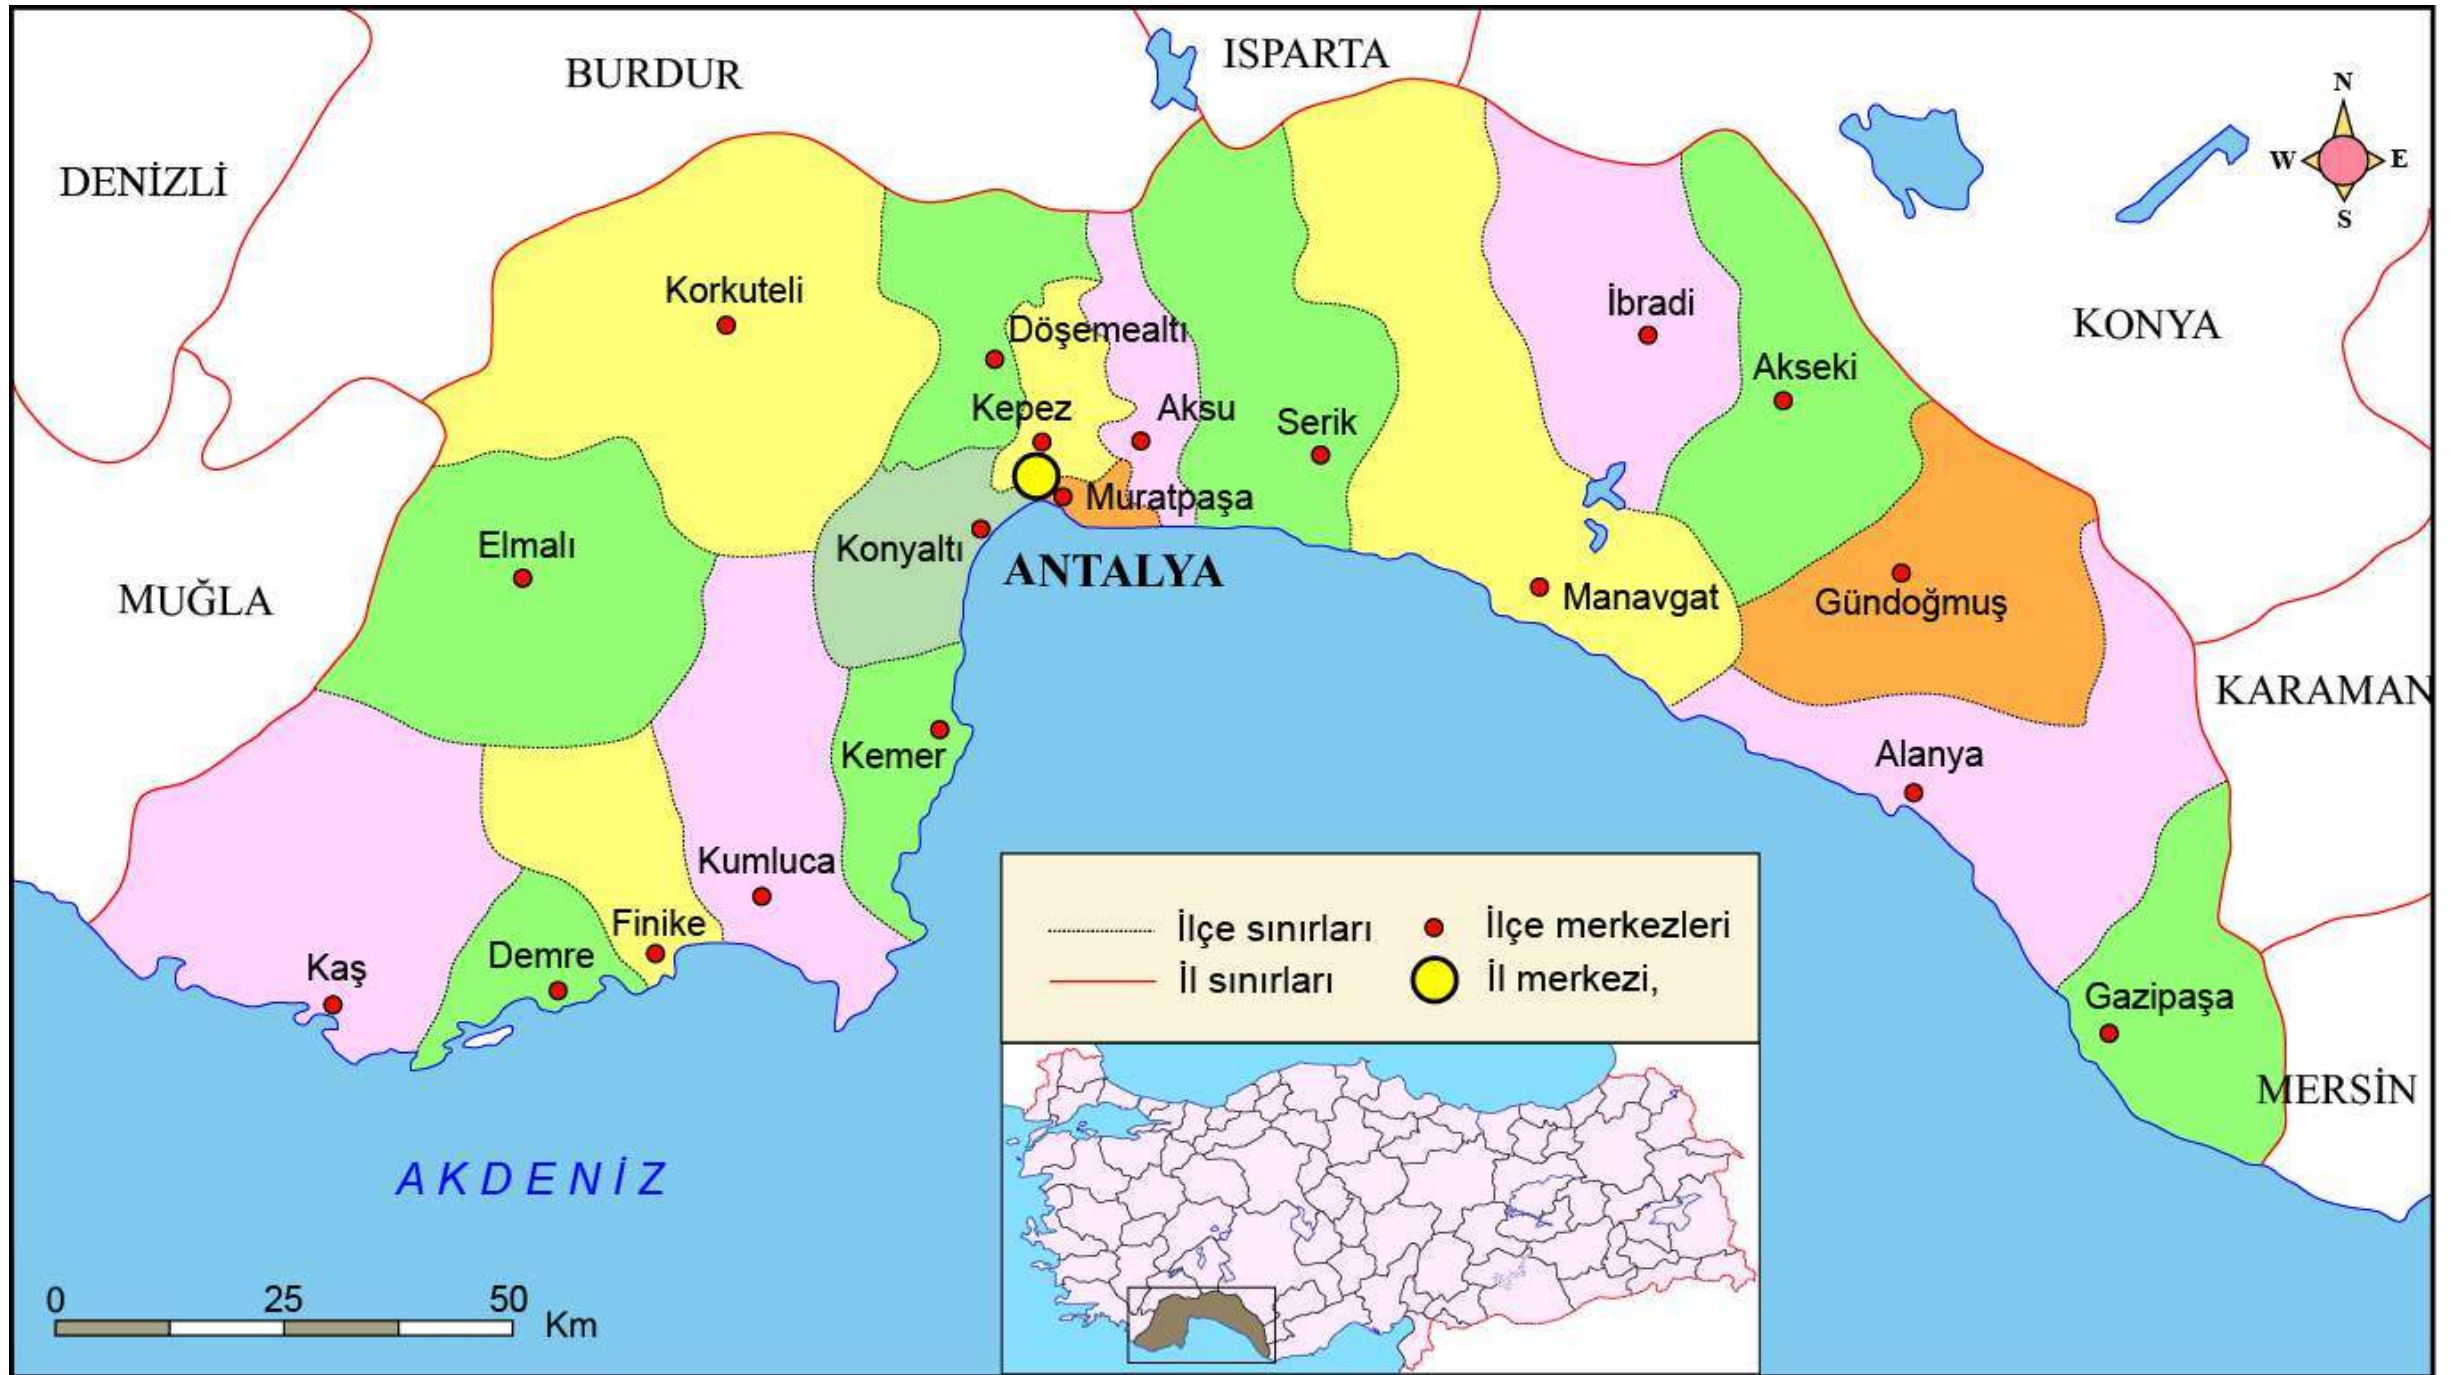 BURDUR
ISPARTA
N
W
E
S
DENİZLİ
Korkuteli
İbradi
KONYA
Döşemealtı
Akseki
Kepez
Aksu
Serik
Muratpaşa
Elmalı
Konyaltı
ANTALYA
MUĞLA
Manavgat
Gündoğmuş
KARAMAN
Kemer
Alanya
Kumluca
Finike
Demre
Kaş
İlçe sınırları
İlçe merkezleri
İl sınırları
İl merkezi,
Gazipaşa
MERSİN
AKDENİZ
0 25 50
Km